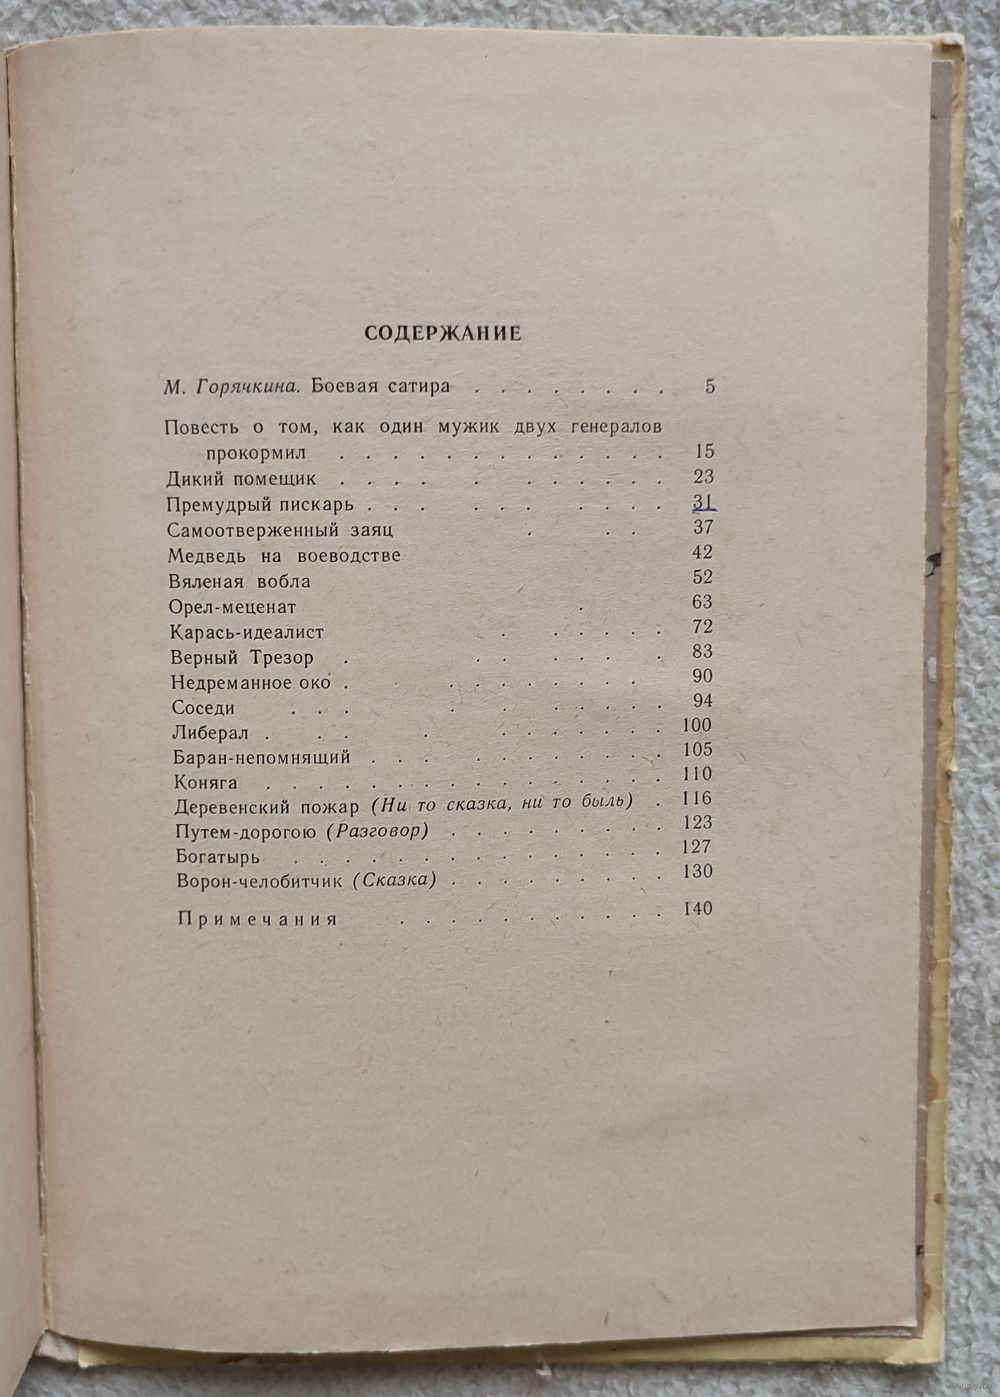 СОДЕРЖАНИЕ
М. Горячкина. Боевая сатира . . . . . . . . 5
Повесть о том, как один мужик двух генералов
прокормил . . . . . . . . . . . . . 15
Дикий помещик . . . . . . . . . . . . 23
Премудрый пискарь . . . . . . . . . . . 31
Самоотверженный заяц . . . 37
Медведь на воеводстве 42
Вяленая вобла 52
Орел-меценат . 63
Карась-идеалист . . . . . . 72
Верный Трезор . . . . . . . 83
Недреманное око . . . . . . . . . 90
Соседи . . . . . . . . . . 94
Либерал . . . . . . . . . . . 100
Баран-непомнящий . . . . . . . . . . . 105
Коняга . . . . . . . . . . . . . . . . 110
Деревенский пожар (Ни то сказка, ни то быль) . 116
Путем-дорогою (Разговор) . . . . . . . . . 123
Богатырь . . . . . . . . . . . . . . . 127
Ворон-челобитчик (Сказка) . . . . . . . . . 130
Примечания . . . . . . . . . . . 140